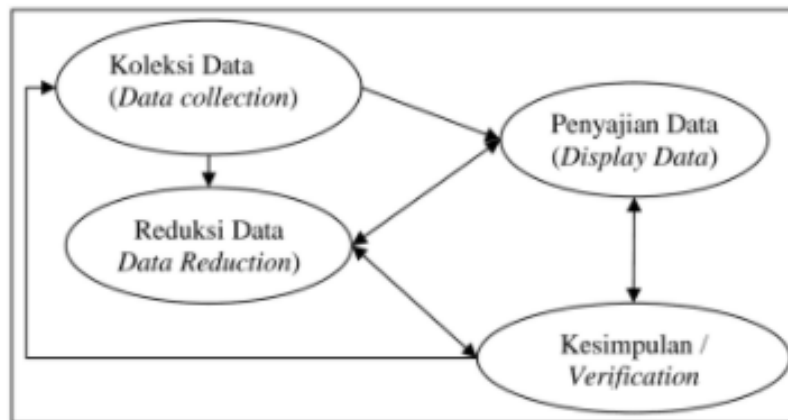 Koleksi Data
(Data collection)
Penyajian Data
(Display Data)
Reduksi Data
Data Reduction)
Kesimpulan /
Verification